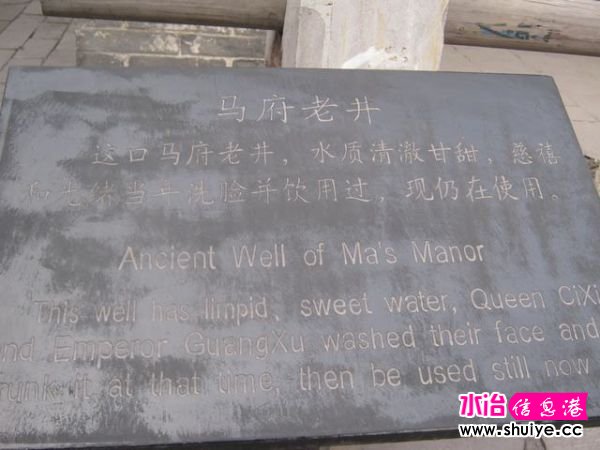 马府老井
这口马府老井，水质清澈甘甜，慈禧
和光绪当年洗脸并饮用过，现仍在使用。
Ancient Well of Ma's Manor
This well has limpid, sweet water, Queen CiXi
and Emperor GuangXu washed their face and
drunk it at that time, then be used still now
水冶信息港
www.shuiye.cc